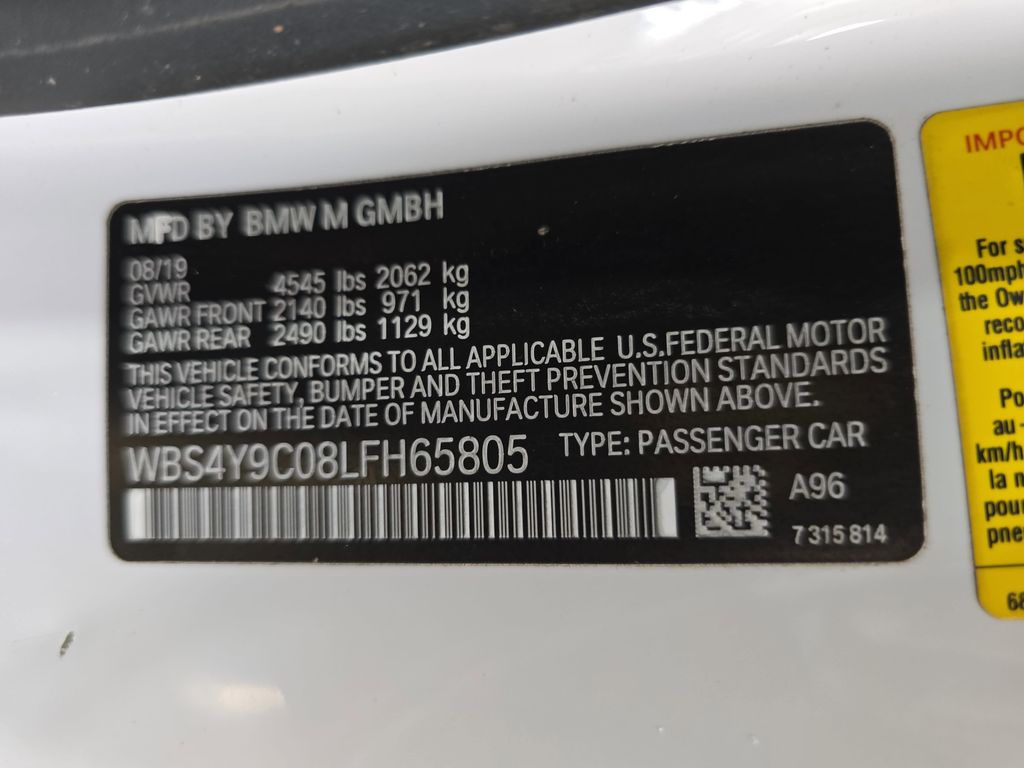 MFD BY BMW M GMBH
08/19
GVWR 4545 lbs 2062 kg
GAWR FRONT 2140 lbs 971 kg
GAWR REAR 2490 lbs 1129 kg
THIS VEHICLE CONFORMS TO ALL APPLICABLE U.S.FEDERAL MOTOR
VEHICLE SAFETY, BUMPER AND THEFT PREVENTION STANDARDS
IN EFFECT ON THE DATE OF MANUFACTURE SHOWN ABOVE.
WBS4Y9C08LFH65805 TYPE: PASSENGER CAR
A96
7 315 814
IMPO
For s
100mph
the Ow
reco
infla
Po
au-
km/h
la n
pour
pne
68